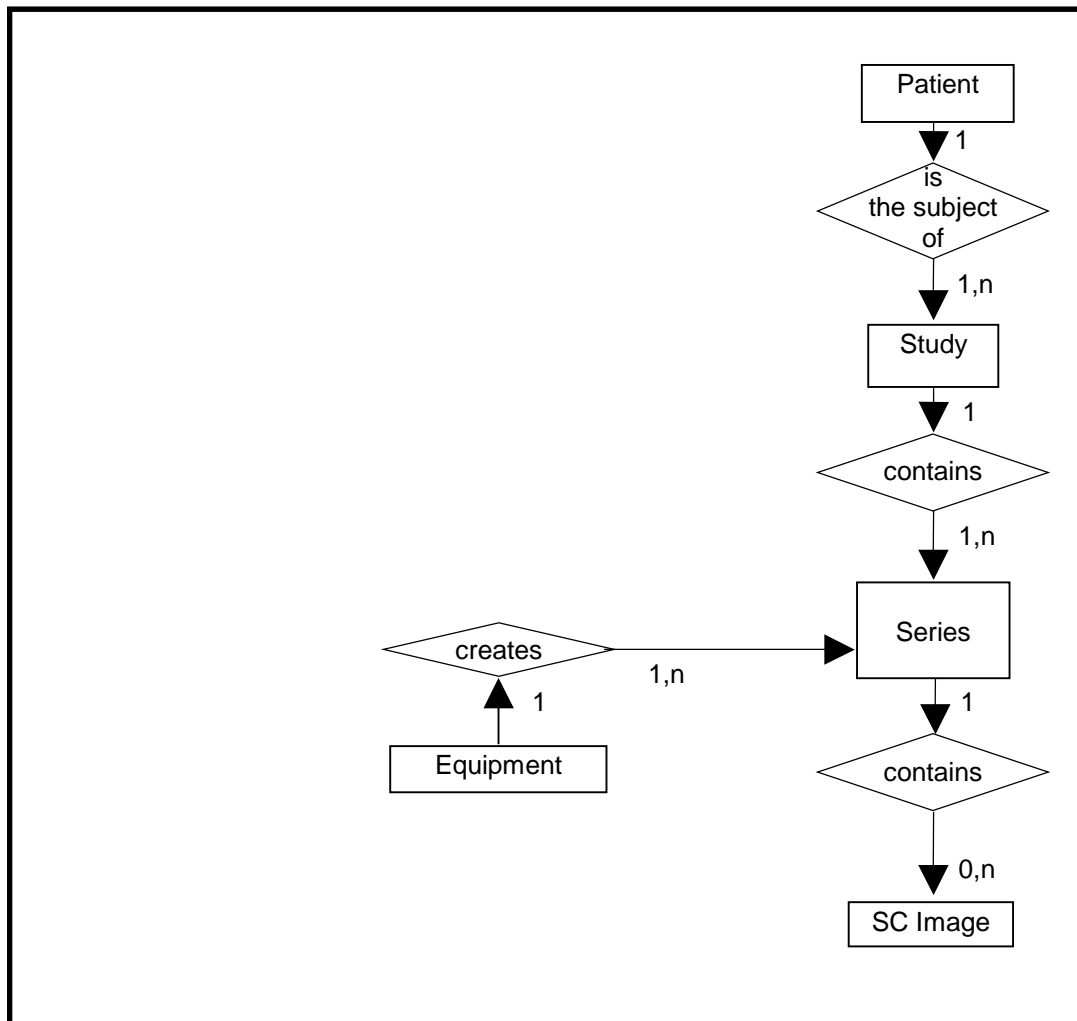 Patient
1
is
the subject
of
1,n
Study
1
contains
1,n
Series
creates
1,n
1
Equipment
1
contains
0,n
SC Image